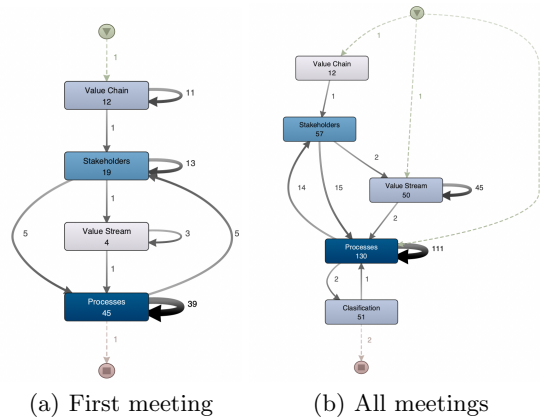 1
Value Chain
12
11
1
Stakeholders
19
13
5
1
5
Value Stream
4
3
1
Processes
45
39
1
(a) First meeting
1
Value Chain
12
1
1
Stakeholders
57
2
Value Stream
50
45
14
15
2
Processes
130
111
2
1
Clasification
51
2
(b) All meetings